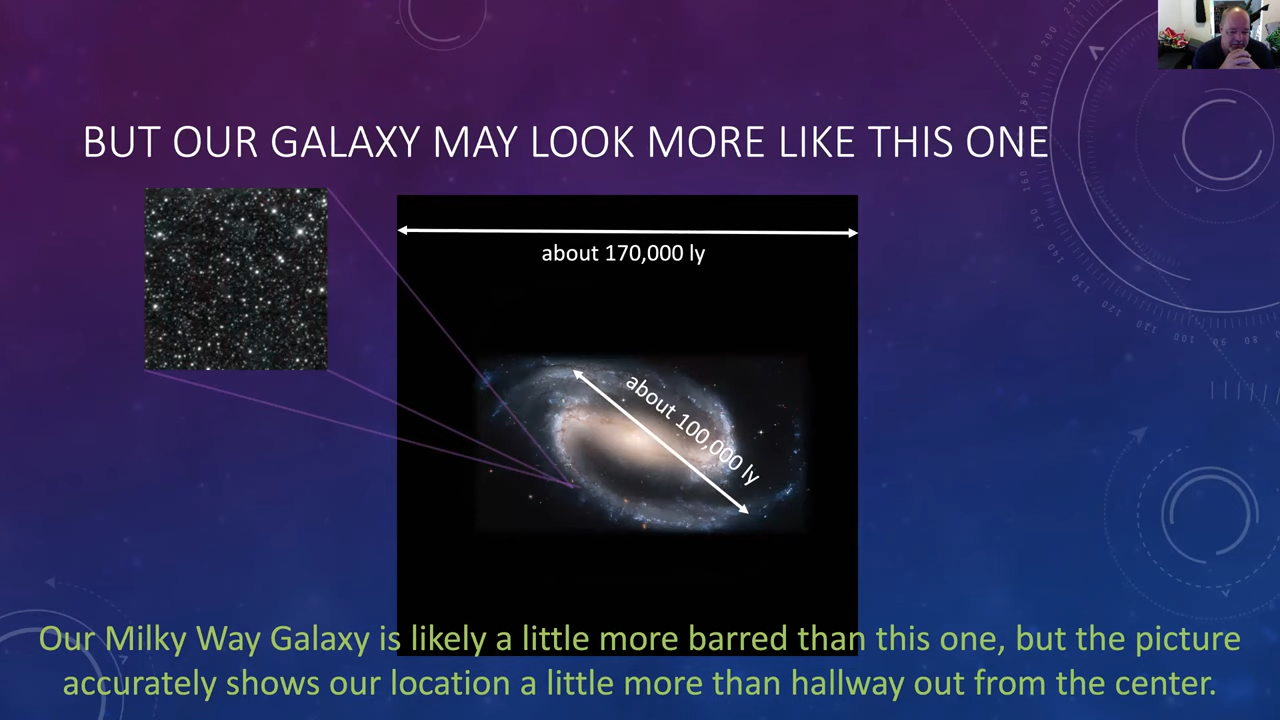 BUT OUR GALAXY MAY LOOK MORE LIKE THIS ONE
about 170,000 ly
about 100,000 ly
Our Milky Way Galaxy is likely a little more barred than this one, but the picture
accurately shows our location a little more than hallway out from the center.